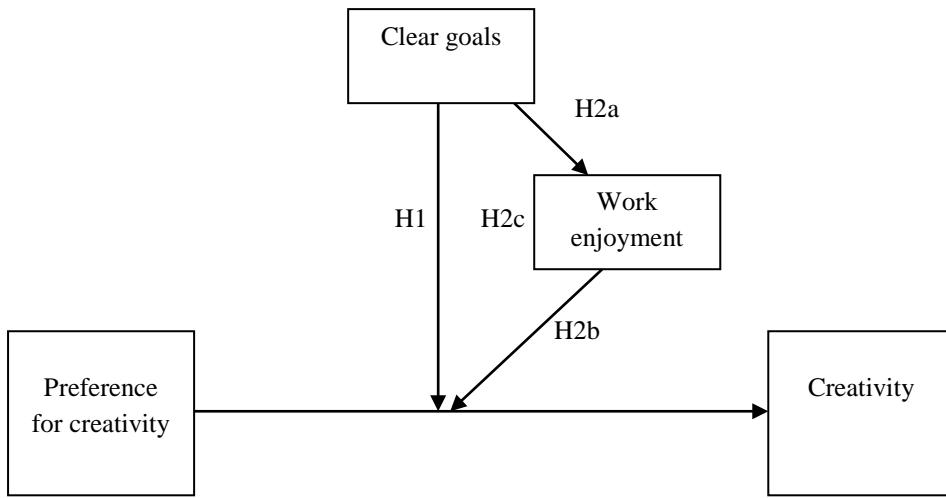 Clear goals
H2a
Work
enjoyment
H1
H2c
H2b
Preference
for creativity
Creativity